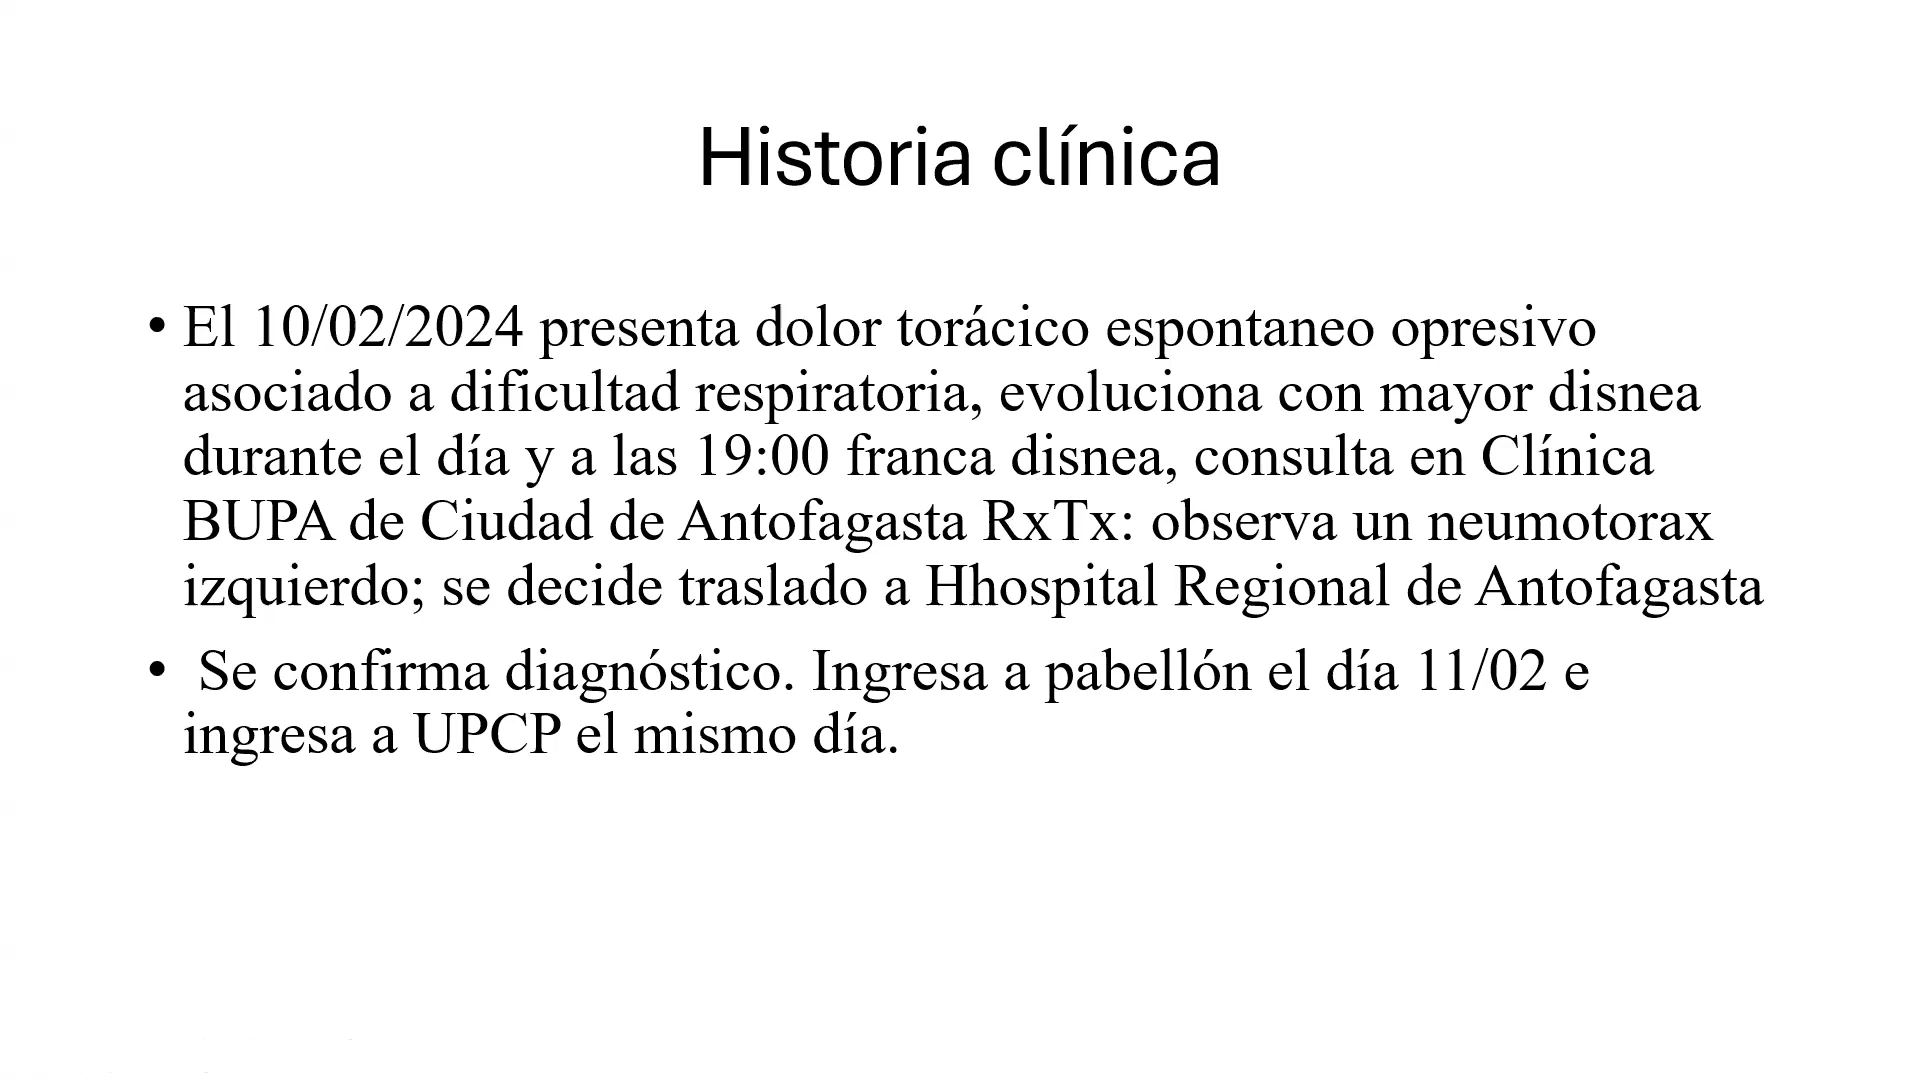 Historia clínica
• El 10/02/2024 presenta dolor torácico espontaneo opresivo
asociado a dificultad respiratoria, evoluciona con mayor disnea
durante el día y a las 19:00 franca disnea, consulta en Clínica
BUPA de Ciudad de Antofagasta RxTx: observa un neumotorax
izquierdo; se decide traslado a Hhospital Regional de Antofagasta
• Se confirma diagnóstico. Ingresa a pabellón el día 11/02 e
ingresa a UPCP el mismo día.